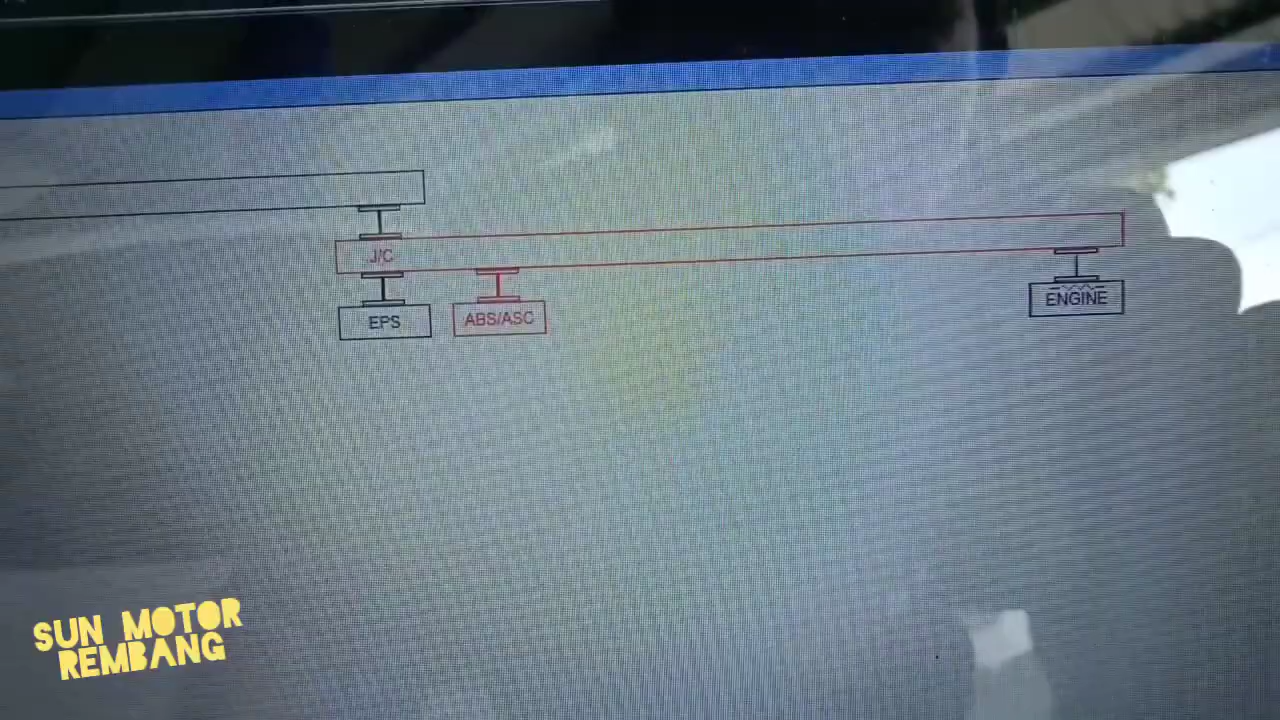 J/C
EPS
ABS/ASC
ENGINE
SUN MOTOR
REMBANG